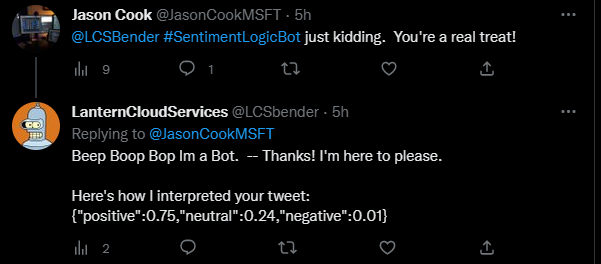 Jason Cook @JasonCookMSFT · 5h
@LCSBender #SentimentLogicBot just kidding.  You're a real treat!
9 1
LanternCloudServices @LCSbender · 5h
Replying to @JasonCookMSFT
Beep Boop Bop Im a Bot.  -- Thanks! I'm here to please.
Here's how I interpreted your tweet:
{"positive":0.75,"neutral":0.24,"negative":0.01}
2